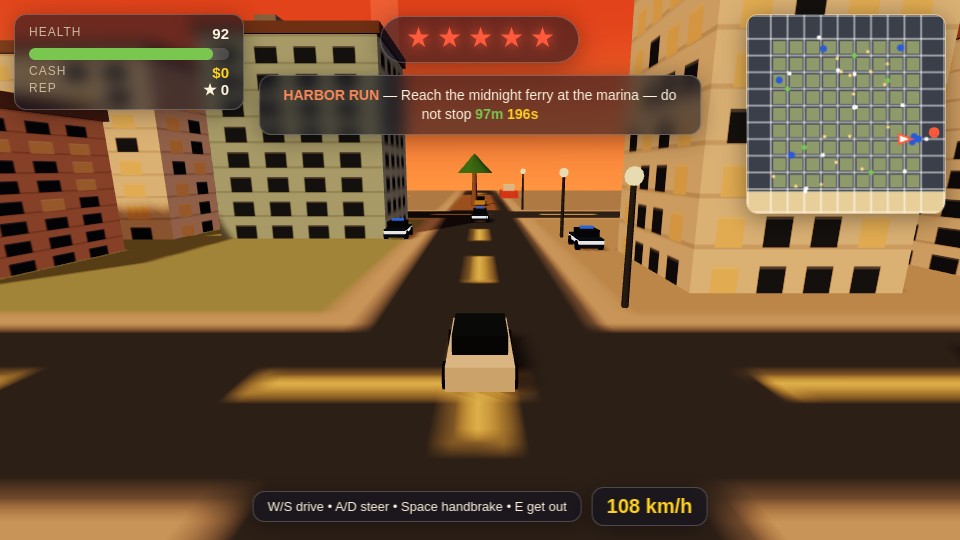 HEALTH 92
CASH $0
REP ★ 0
★ ★ ★ ★ ★
HARBOR RUN — Reach the midnight ferry at the marina — do
not stop 97m 196s
W/S drive • A/D steer • Space handbrake • E get out
108 km/h